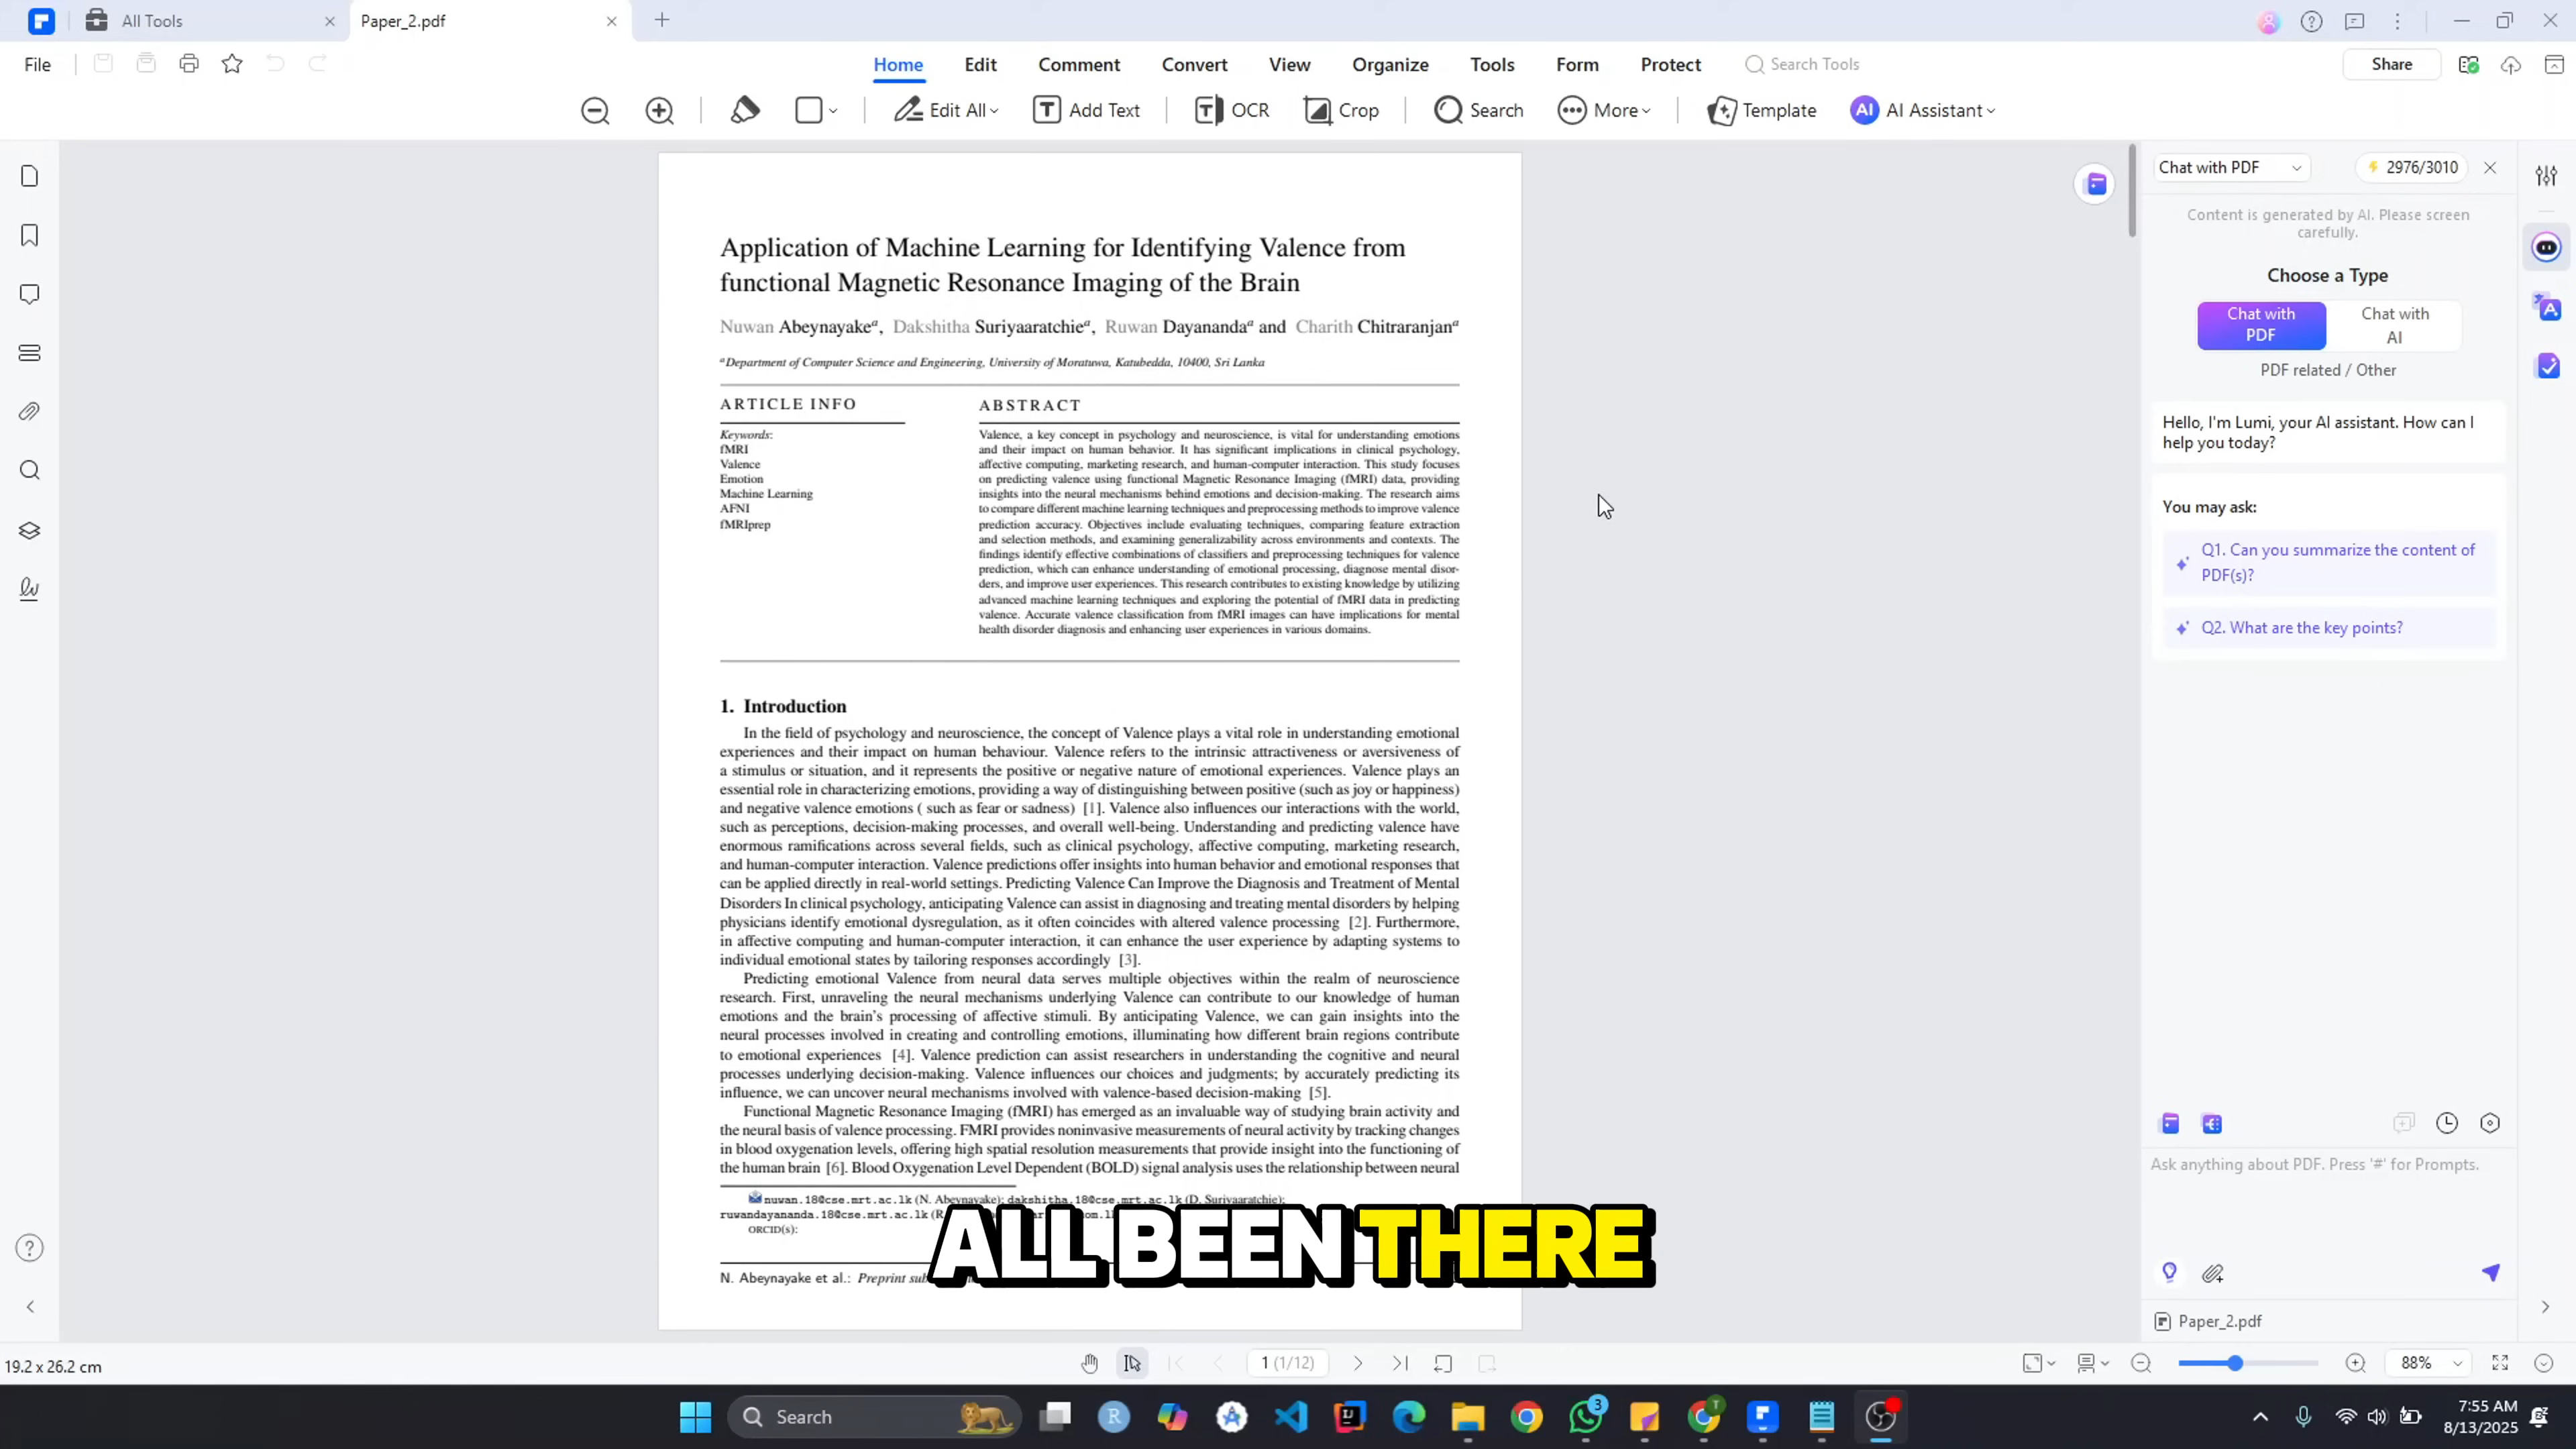 All Tools
Paper_2.pdf
File
Home
Edit
Comment
Convert
View
Organize
Tools
Form
Protect
Search Tools
Share
Edit All
Add Text
OCR
Crop
Search
More
Template
AI
AI Assistant
Application of Machine Learning for Identifying Valence from
functional Magnetic Resonance Imaging of the Brain
Nuwan Abeynayakeᵃ, Dakshitha Suriyaaratchieᵃ, Ruwan Dayanandaᵃ and Charith Chitraranjanᵃ
ᵃDepartment of Computer Science and Engineering, University of Moratuwa, Katubedda, 10400, Sri Lanka
ARTICLE INFO
Keywords:
fMRI
Valence
Emotion
Machine Learning
AFNI
fMRIprep
ABSTRACT
Valence, a key concept in psychology and neuroscience, is vital for understanding emotions
and their impact on human behavior. It has significant implications in clinical psychology,
affective computing, marketing research, and human-computer interaction. This study focuses
on predicting valence using functional Magnetic Resonance Imaging (fMRI) data, providing
insights into the neural mechanisms behind emotions and decision-making. The research aims
to compare different machine learning techniques and preprocessing methods to improve valence
prediction accuracy. Objectives include evaluating techniques, comparing feature extraction
and selection methods, and examining generalizability across environments and contexts. The
findings identify effective combinations of classifiers and preprocessing techniques for valence
prediction, which can enhance understanding of emotional processing, diagnose mental disor-
ders, and improve user experiences. This research contributes to existing knowledge by utilizing
advanced machine learning techniques and exploring the potential of fMRI data in predicting
valence. Accurate valence classification from fMRI images can have implications for mental
health disorder diagnosis and enhancing user experiences in various domains.
1. Introduction
In the field of psychology and neuroscience, the concept of Valence plays a vital role in understanding emotional
experiences and their impact on human behaviour. Valence refers to the intrinsic attractiveness or aversiveness of
a stimulus or situation, and it represents the positive or negative nature of emotional experiences. Valence plays an
essential role in characterizing emotions, providing a way of distinguishing between positive (such as joy or happiness)
and negative valence emotions ( such as fear or sadness) [1]. Valence also influences our interactions with the world,
such as perceptions, decision-making processes, and overall well-being. Understanding and predicting valence have
enormous ramifications across several fields, such as clinical psychology, affective computing, marketing research,
and human-computer interaction. Valence predictions offer insights into human behavior and emotional responses that
can be applied directly in real-world settings. Predicting Valence Can Improve the Diagnosis and Treatment of Mental
Disorders In clinical psychology, anticipating Valence can assist in diagnosing and treating mental disorders by helping
physicians identify emotional dysregulation, as it often coincides with altered valence processing [2]. Furthermore,
in affective computing and human-computer interaction, it can enhance the user experience by adapting systems to
individual emotional states by tailoring responses accordingly [3].
Predicting emotional Valence from neural data serves multiple objectives within the realm of neuroscience
research. First, unraveling the neural mechanisms underlying Valence can contribute to our knowledge of human
emotions and the brain's processing of affective stimuli. By anticipating Valence, we can gain insights into the
neural processes involved in creating and controlling emotions, illuminating how different brain regions contribute
to emotional experiences [4]. Valence prediction can assist researchers in understanding the cognitive and neural
processes underlying decision-making. Valence influences our choices and judgments; by accurately predicting its
influence, we can uncover neural mechanisms involved with valence-based decision-making [5].
Functional Magnetic Resonance Imaging (fMRI) has emerged as an invaluable way of studying brain activity and
the neural basis of valence processing. FMRI provides noninvasive measurements of neural activity by tracking changes
in blood oxygenation levels, offering high spatial resolution measurements that provide insight into the functioning of
the human brain [6]. Blood Oxygenation Level Dependent (BOLD) signal analysis uses the relationship between neural
nuwan.18@cse.mrt.ac.lk (N. Abeynayake); dakshitha.18@cse.mrt.ac.lk (D. Suriyaaratchie);
ruwandayananda.18@cse.mrt.ac.lk
ORCID(s):
N. Abeynayake et al.: Preprint
ALL BEEN THERE
Chat with PDF
2976/3010
Content is generated by AI. Please screen
carefully.
Choose a Type
Chat with
PDF
Chat with
AI
PDF related / Other
Hello, I'm Lumi, your AI assistant. How can I
help you today?
You may ask:
Q1. Can you summarize the content of
PDF(s)?
Q2. What are the key points?
Ask anything about PDF. Press '#' for Prompts.
Paper_2.pdf
19.2 x 26.2 cm
1 (1/12)
88%
Search
3
7:55 AM
8/13/2025